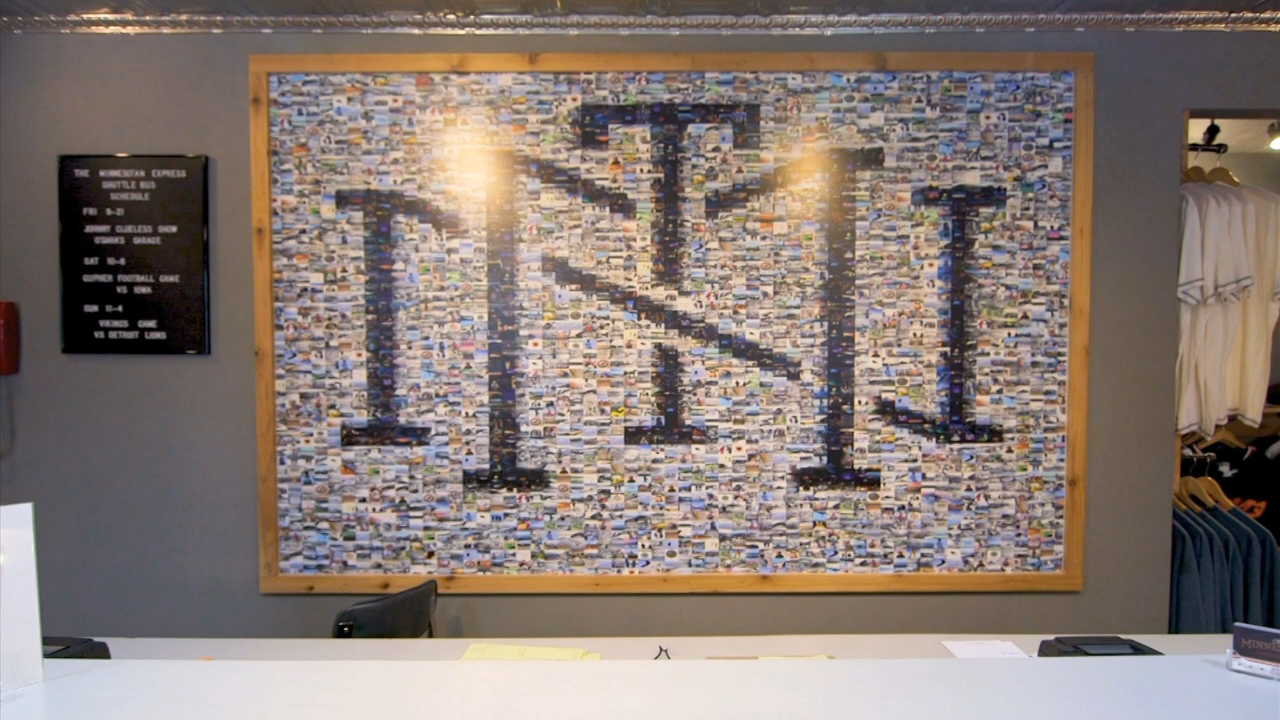 THE MINNESOTAN EXPRESS
SHUTTLE BUS
SCHEDULE
FRI 9-21
JOHNNY CLUELESS SHOW
O'GARA'S GARAGE
SAT 10-6
GOPHER FOOTBALL GAME
VS IOWA
SUN 11-4
VIKINGS GAME
VS DETROIT LIONS